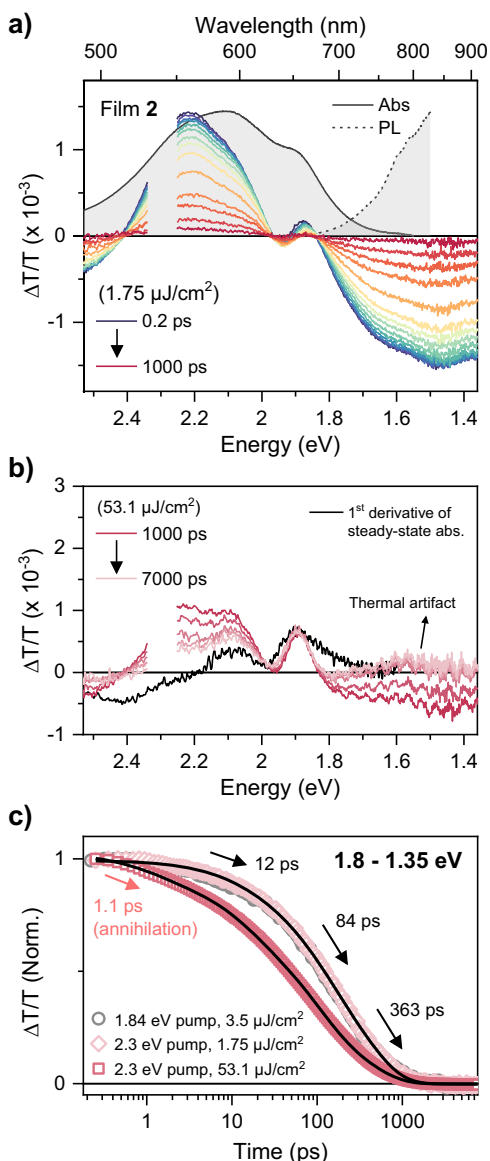 a)
Wavelength (nm)
500 600 700 800 900
Film 2
Abs
PL
ΔT/T (x 10⁻³)
1
0
-1
(1.75 µJ/cm²)
0.2 ps
1000 ps
2.4 2.2 2 1.8 1.6 1.4
Energy (eV)
b)
(53.1 µJ/cm²)
1000 ps
7000 ps
1ˢᵗ derivative of
steady-state abs.
Thermal artifact
ΔT/T (x 10⁻³)
3
2
1
0
-1
2.4 2.2 2 1.8 1.6 1.4
Energy (eV)
c)
1.8 - 1.35 eV
12 ps
1.1 ps
(annihilation)
84 ps
363 ps
ΔT/T (Norm.)
1
0
1.84 eV pump, 3.5 µJ/cm²
2.3 eV pump, 1.75 µJ/cm²
2.3 eV pump, 53.1 µJ/cm²
1 10 100 1000
Time (ps)